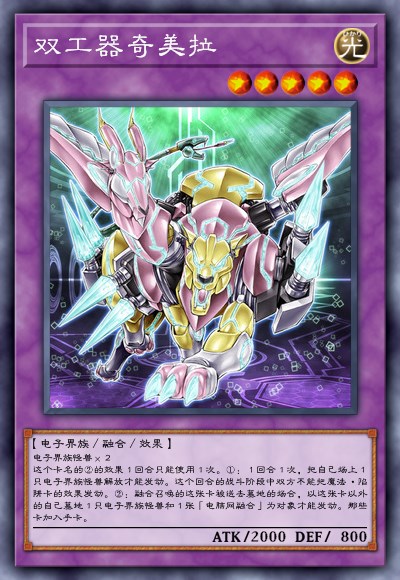 双工器奇美拉
光
【电子界族／融合／效果】
电子界族怪兽×2
这个卡名的②的效果1回合只能使用1次。①：1回合1次，把自己场上1
只电子界族怪兽解放才能发动。这个回合的战斗阶段中双方不能把魔法·陷
阱卡的效果发动。②：融合召唤的这张卡被送去墓地的场合，以这张卡以外
的自己墓地1只电子界族怪兽和1张「电脑网融合」为对象才能发动。那些
卡加入手卡。
ATK/2000 DEF/ 800